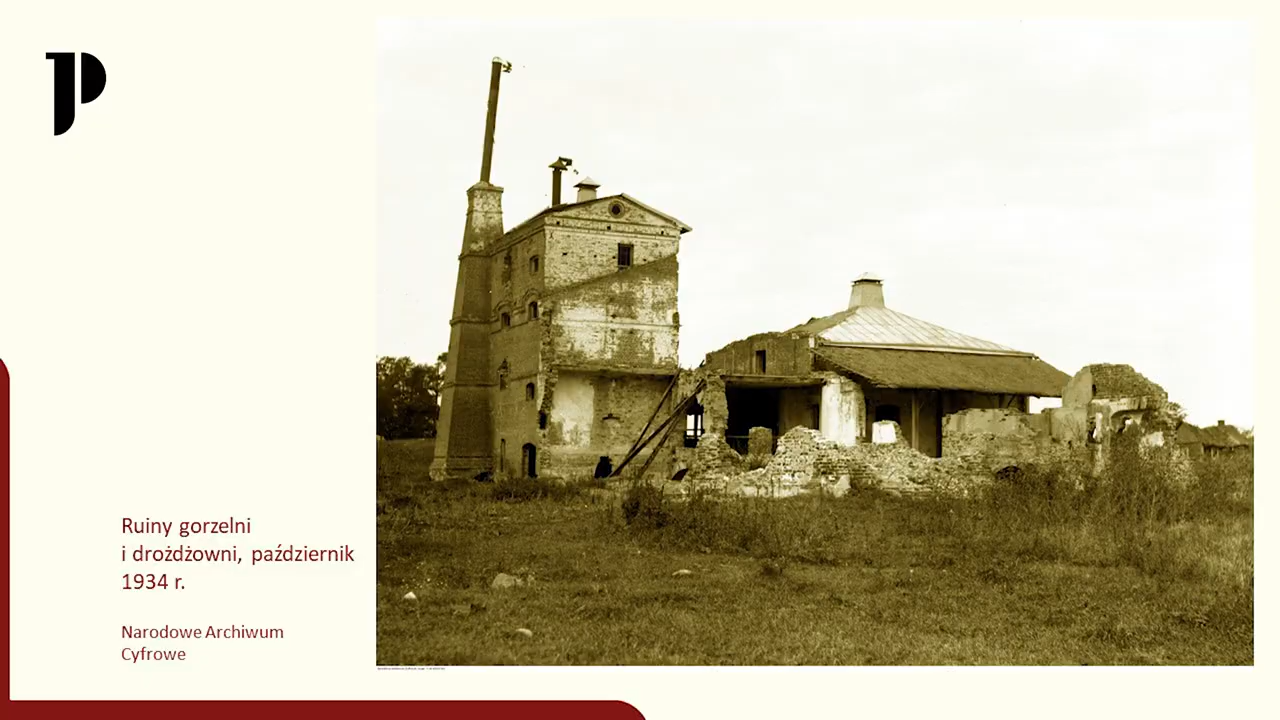 Ruiny gorzelni
i drożdżowni, październik
1934 r.
Narodowe Archiwum
Cyfrowe